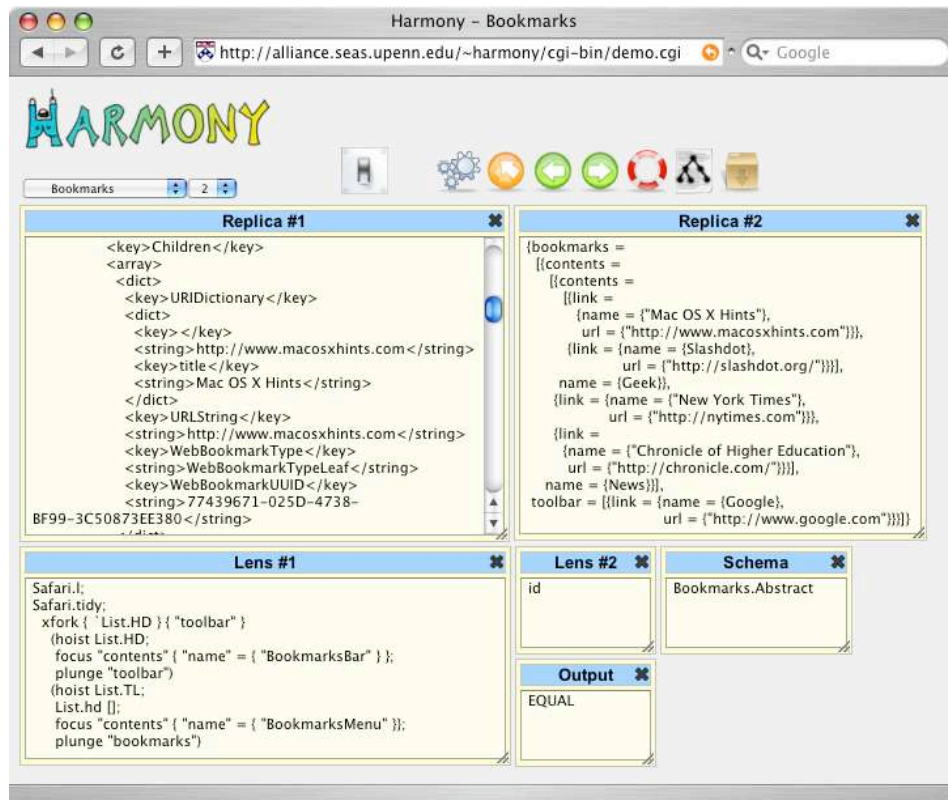 Harmony – Bookmarks
http://alliance.seas.upenn.edu/~harmony/cgi-bin/demo.cgi
Google
HARMONY
Bookmarks
2
Replica #1
<key>Children</key>
<array>
<dict>
<key>URIDictionary</key>
<dict>
<key></key>
<string>http://www.macosxhints.com</string>
<key>title</key>
<string>Mac OS X Hints</string>
</dict>
<key>URLString</key>
<string>http://www.macosxhints.com</string>
<key>WebBookmarkType</key>
<string>WebBookmarkTypeLeaf</string>
<key>WebBookmarkUUID</key>
<string>77439671-025D-4738-
BF99-3C50873EE380</string>
</dict>
Replica #2
{bookmarks =
[{contents =
[{contents =
[{link =
{name = {"Mac OS X Hints"},
url = {"http://www.macosxhints.com"}}},
{link = {name = {Slashdot},
url = {"http://slashdot.org/"}}}],
name = {Geek}},
{link = {name = {"New York Times"},
url = {"http://nytimes.com"}}},
{link =
{name = {"Chronicle of Higher Education"},
url = {"http://chronicle.com/"}}}],
name = {News}}],
toolbar = [{link = {name = {Google},
url = {"http://www.google.com"}}}]}
Lens #1
Safari.l;
Safari.tidy;
xfork { `List.HD } { "toolbar" }
(hoist List.HD;
focus "contents" { "name" = { "BookmarksBar" } };
plunge "toolbar")
(hoist List.TL;
List.hd [];
focus "contents" { "name" = { "BookmarksMenu" }};
plunge "bookmarks")
Lens #2
id
Schema
Bookmarks.Abstract
Output
EQUAL